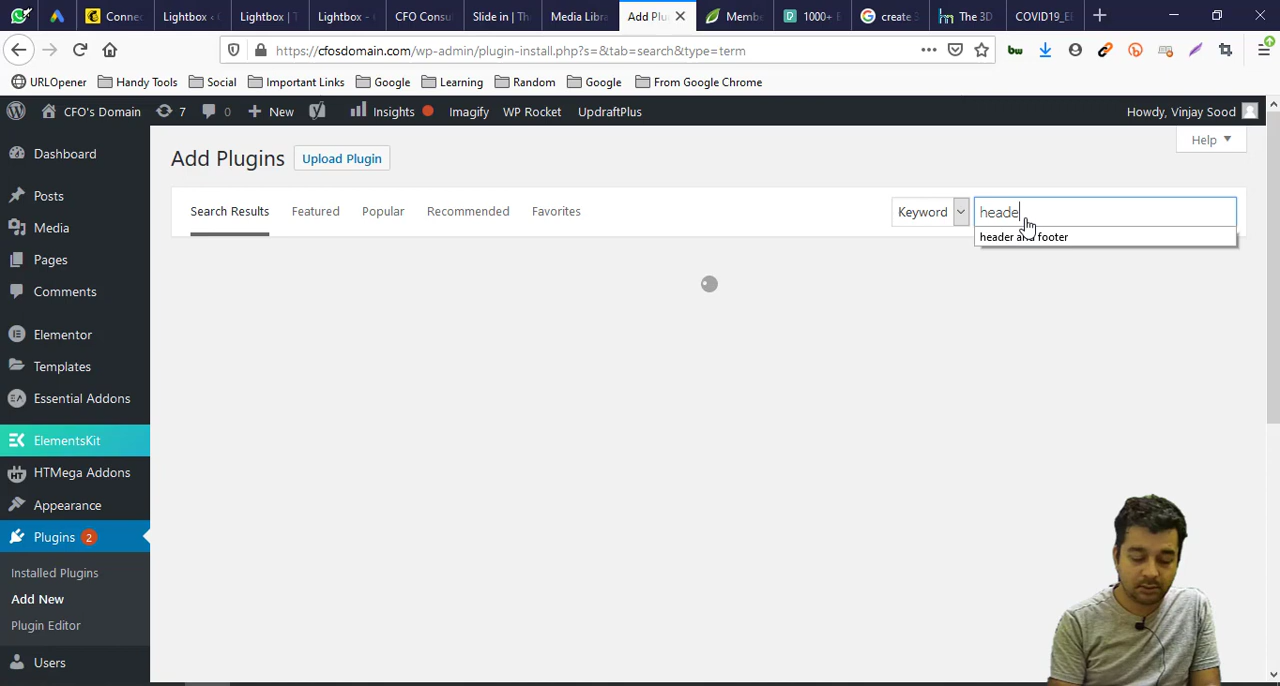 Connec
Lightbox ‹
Lightbox | T
Lightbox -
CFO Consul
Slide in | Th
Media Libra
Add Plu
Membe
1000+ E
create 3
The 3D
COVID19_E
https://cfosdomain.com/wp-admin/plugin-install.php?s=&tab=search&type=term
URLOpener Handy Tools Social Important Links Google Learning Random Google From Google Chrome
CFO's Domain 7 0 New Insights Imagify WP Rocket UpdraftPlus Howdy, Vinjay Sood
Help
Add Plugins Upload Plugin
Search Results Featured Popular Recommended Favorites Keyword heade
header and footer
Dashboard
Posts
Media
Pages
Comments
Elementor
Templates
Essential Addons
ElementsKit
HTMega Addons
Appearance
Plugins 2
Installed Plugins
Add New
Plugin Editor
Users